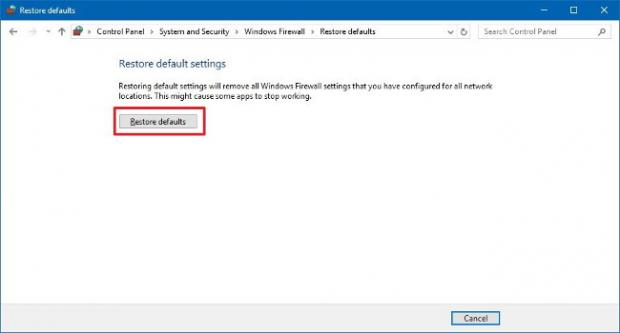 Restore defaults
Control Panel > System and Security > Windows Firewall > Restore defaults
Search Control Panel
Restore default settings
Restoring default settings will remove all Windows Firewall settings that you have configured for all network
locations. This might cause some apps to stop working.
Restore defaults
Cancel